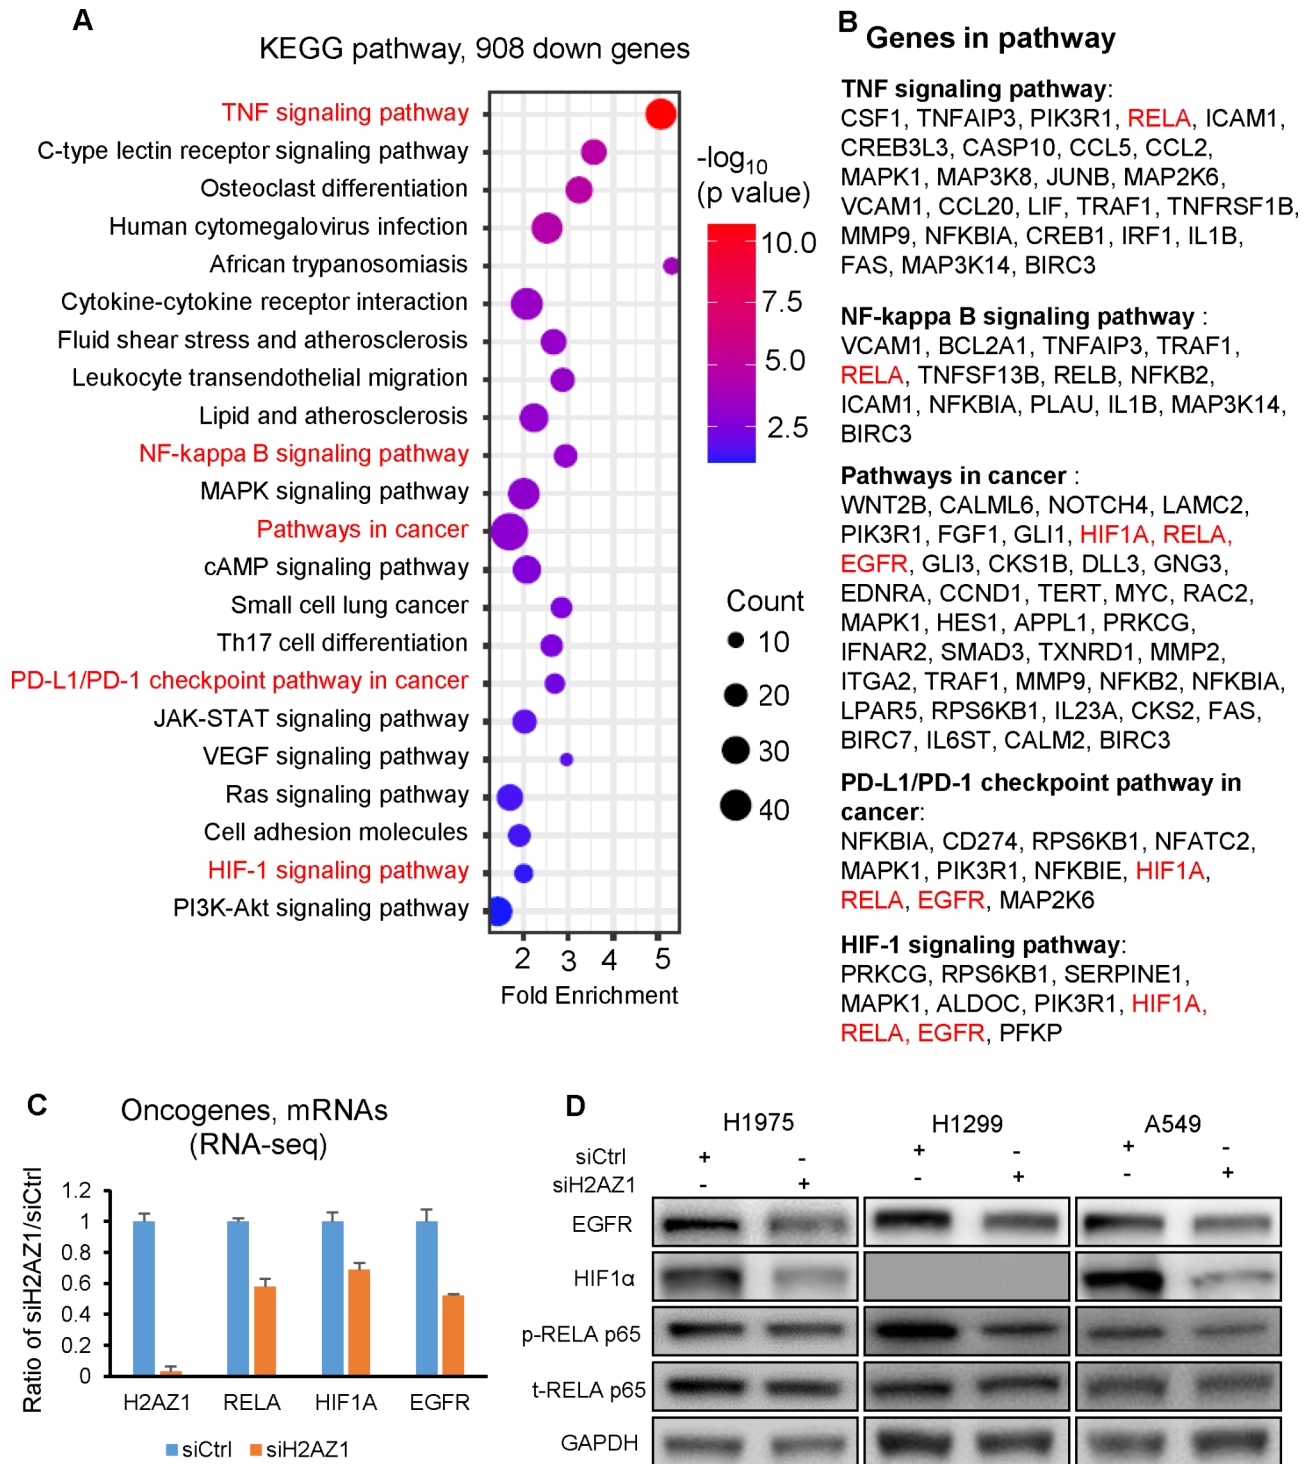 A
KEGG pathway, 908 down genes
TNF signaling pathway
C-type lectin receptor signaling pathway
Osteoclast differentiation
Human cytomegalovirus infection
African trypanosomiasis
Cytokine-cytokine receptor interaction
Fluid shear stress and atherosclerosis
Leukocyte transendothelial migration
Lipid and atherosclerosis
NF-kappa B signaling pathway
MAPK signaling pathway
Pathways in cancer
cAMP signaling pathway
Small cell lung cancer
Th17 cell differentiation
PD-L1/PD-1 checkpoint pathway in cancer
JAK-STAT signaling pathway
VEGF signaling pathway
Ras signaling pathway
Cell adhesion molecules
HIF-1 signaling pathway
PI3K-Akt signaling pathway
2 3 4 5
Fold Enrichment
-log10
(p value)
10.0
7.5
5.0
2.5
Count
10
20
30
40
B Genes in pathway
TNF signaling pathway:
CSF1, TNFAIP3, PIK3R1, RELA, ICAM1,
CREB3L3, CASP10, CCL5, CCL2,
MAPK1, MAP3K8, JUNB, MAP2K6,
VCAM1, CCL20, LIF, TRAF1, TNFRSF1B,
MMP9, NFKBIA, CREB1, IRF1, IL1B,
FAS, MAP3K14, BIRC3
NF-kappa B signaling pathway :
VCAM1, BCL2A1, TNFAIP3, TRAF1,
RELA, TNFSF13B, RELB, NFKB2,
ICAM1, NFKBIA, PLAU, IL1B, MAP3K14,
BIRC3
Pathways in cancer :
WNT2B, CALML6, NOTCH4, LAMC2,
PIK3R1, FGF1, GLI1, HIF1A, RELA,
EGFR, GLI3, CKS1B, DLL3, GNG3,
EDNRA, CCND1, TERT, MYC, RAC2,
MAPK1, HES1, APPL1, PRKCG,
IFNAR2, SMAD3, TXNRD1, MMP2,
ITGA2, TRAF1, MMP9, NFKB2, NFKBIA,
LPAR5, RPS6KB1, IL23A, CKS2, FAS,
BIRC7, IL6ST, CALM2, BIRC3
PD-L1/PD-1 checkpoint pathway in
cancer:
NFKBIA, CD274, RPS6KB1, NFATC2,
MAPK1, PIK3R1, NFKBIE, HIF1A,
RELA, EGFR, MAP2K6
HIF-1 signaling pathway:
PRKCG, RPS6KB1, SERPINE1,
MAPK1, ALDOC, PIK3R1, HIF1A,
RELA, EGFR, PFKP
C
Oncogenes, mRNAs
(RNA-seq)
Ratio of siH2AZ1/siCtrl
1.2
1
0.8
0.6
0.4
0.2
0
H2AZ1 RELA HIF1A EGFR
siCtrl siH2AZ1
D
H1975 H1299 A549
siCtrl + - + - + -
siH2AZ1 - + - + - +
EGFR
HIF1α
p-RELA p65
t-RELA p65
GAPDH